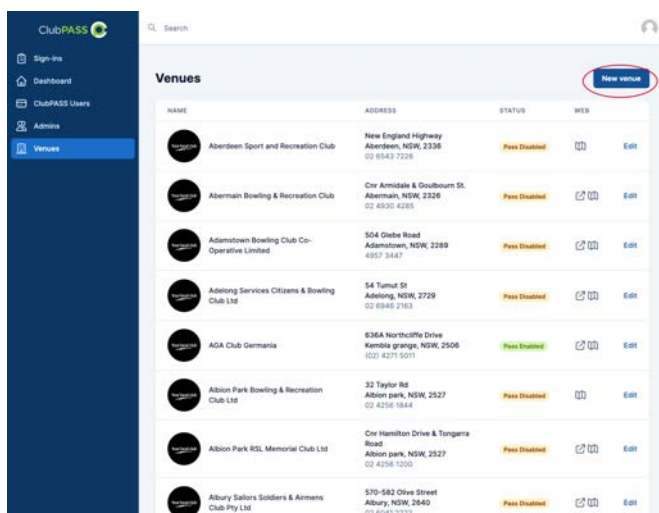 ClubPASS
Search
Sign-ins
Dashboard
ClubPASS Users
Admins
Venues
Venues
New venue
NAME ADDRESS STATUS WEB
Aberdeen Sport and Recreation Club
New England Highway
Aberdeen, NSW, 2336
02 6543 7226
Pass Disabled
Edit
Abermain Bowling & Recreation Club
Cnr Armidale & Goulbourn St.
Abermain, NSW, 2326
02 4930 4285
Pass Disabled
Edit
Adamstown Bowling Club Co-
Operative Limited
504 Glebe Road
Adamstown, NSW, 2289
4957 3447
Pass Disabled
Edit
Adelong Services Citizens & Bowling
Club Ltd
54 Tumut St
Adelong, NSW, 2729
02 6946 2163
Pass Disabled
Edit
AGA Club Germania
636A Northcliffe Drive
Kembla grange, NSW, 2506
(02) 4271 5011
Pass Enabled
Edit
Albion Park Bowling & Recreation
Club Ltd
32 Taylor Rd
Albion park, NSW, 2527
02 4256 1844
Pass Disabled
Edit
Albion Park RSL Memorial Club Ltd
Cnr Hamilton Drive & Tongarra
Road
Albion park, NSW, 2527
02 4256 1200
Pass Disabled
Edit
Albury Sailors Soldiers & Airmens
Club Pty Ltd
570-582 Olive Street
Albury, NSW, 2640
Pass Disabled
Edit